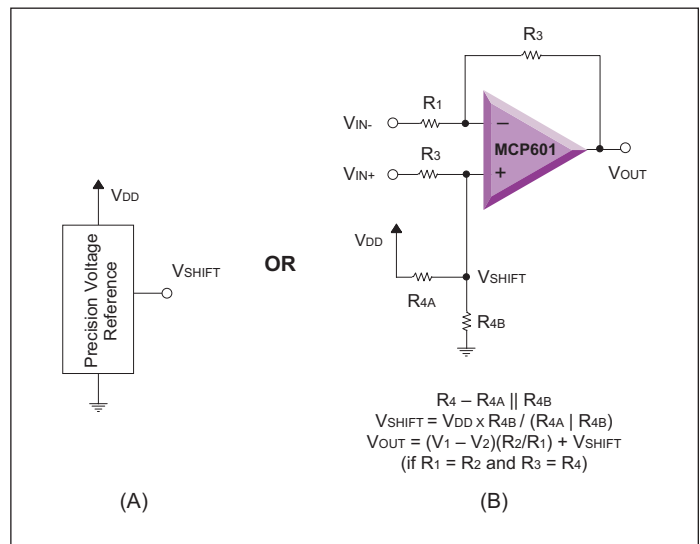 VDD
Precision Voltage
Reference
VSHIFT
(A)
OR
R3
R1
VIN-
MCP601
R3
VIN+
VOUT
VDD
VSHIFT
R4A
R4B
R4 – R4A || R4B
VSHIFT = VDD X R4B / (R4A | R4B)
VOUT = (V1 – V2)(R2/R1) + VSHIFT
(if R1 = R2 and R3 = R4)
(B)